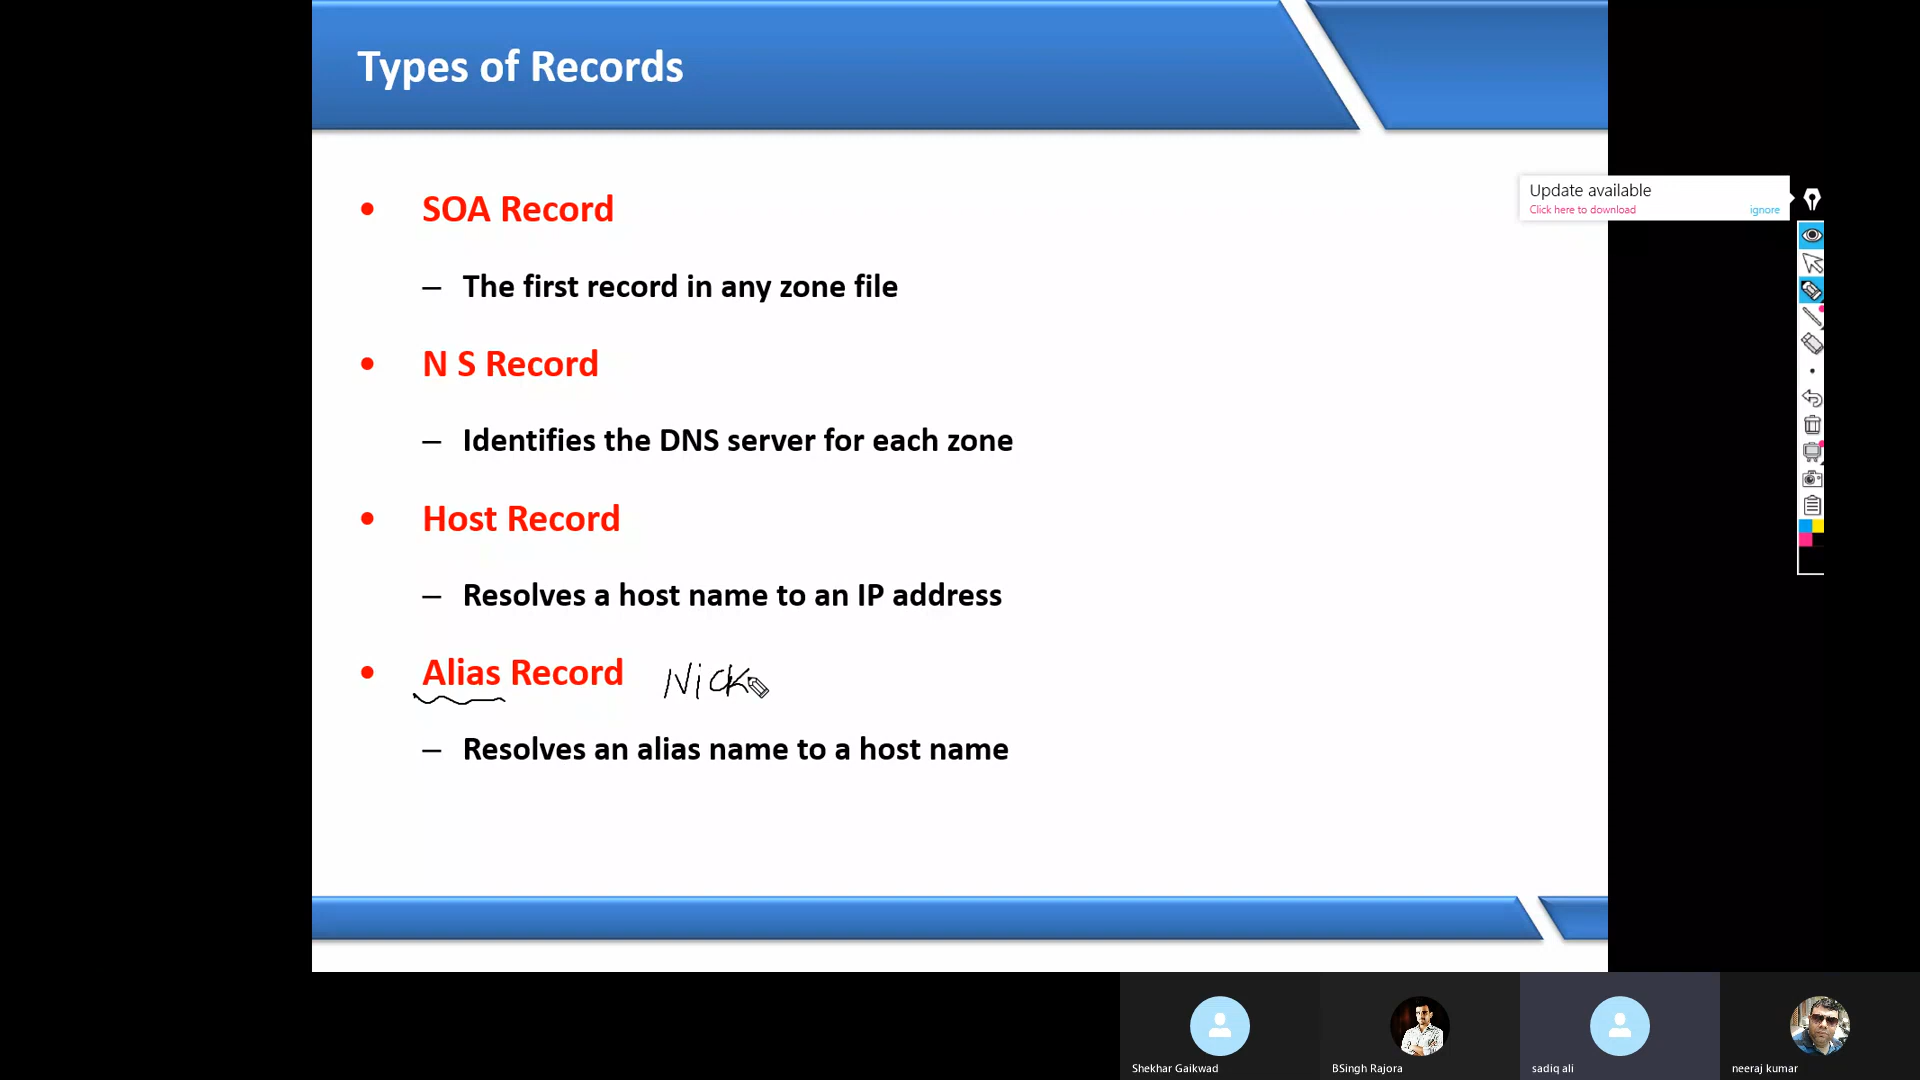 Types of Records
Update available
Click here to download ignore
• SOA Record
– The first record in any zone file
• N S Record
– Identifies the DNS server for each zone
• Host Record
– Resolves a host name to an IP address
• Alias Record Nick
– Resolves an alias name to a host name
Shekhar Gaikwad BSingh Rajora sadiq ali neeraj kumar